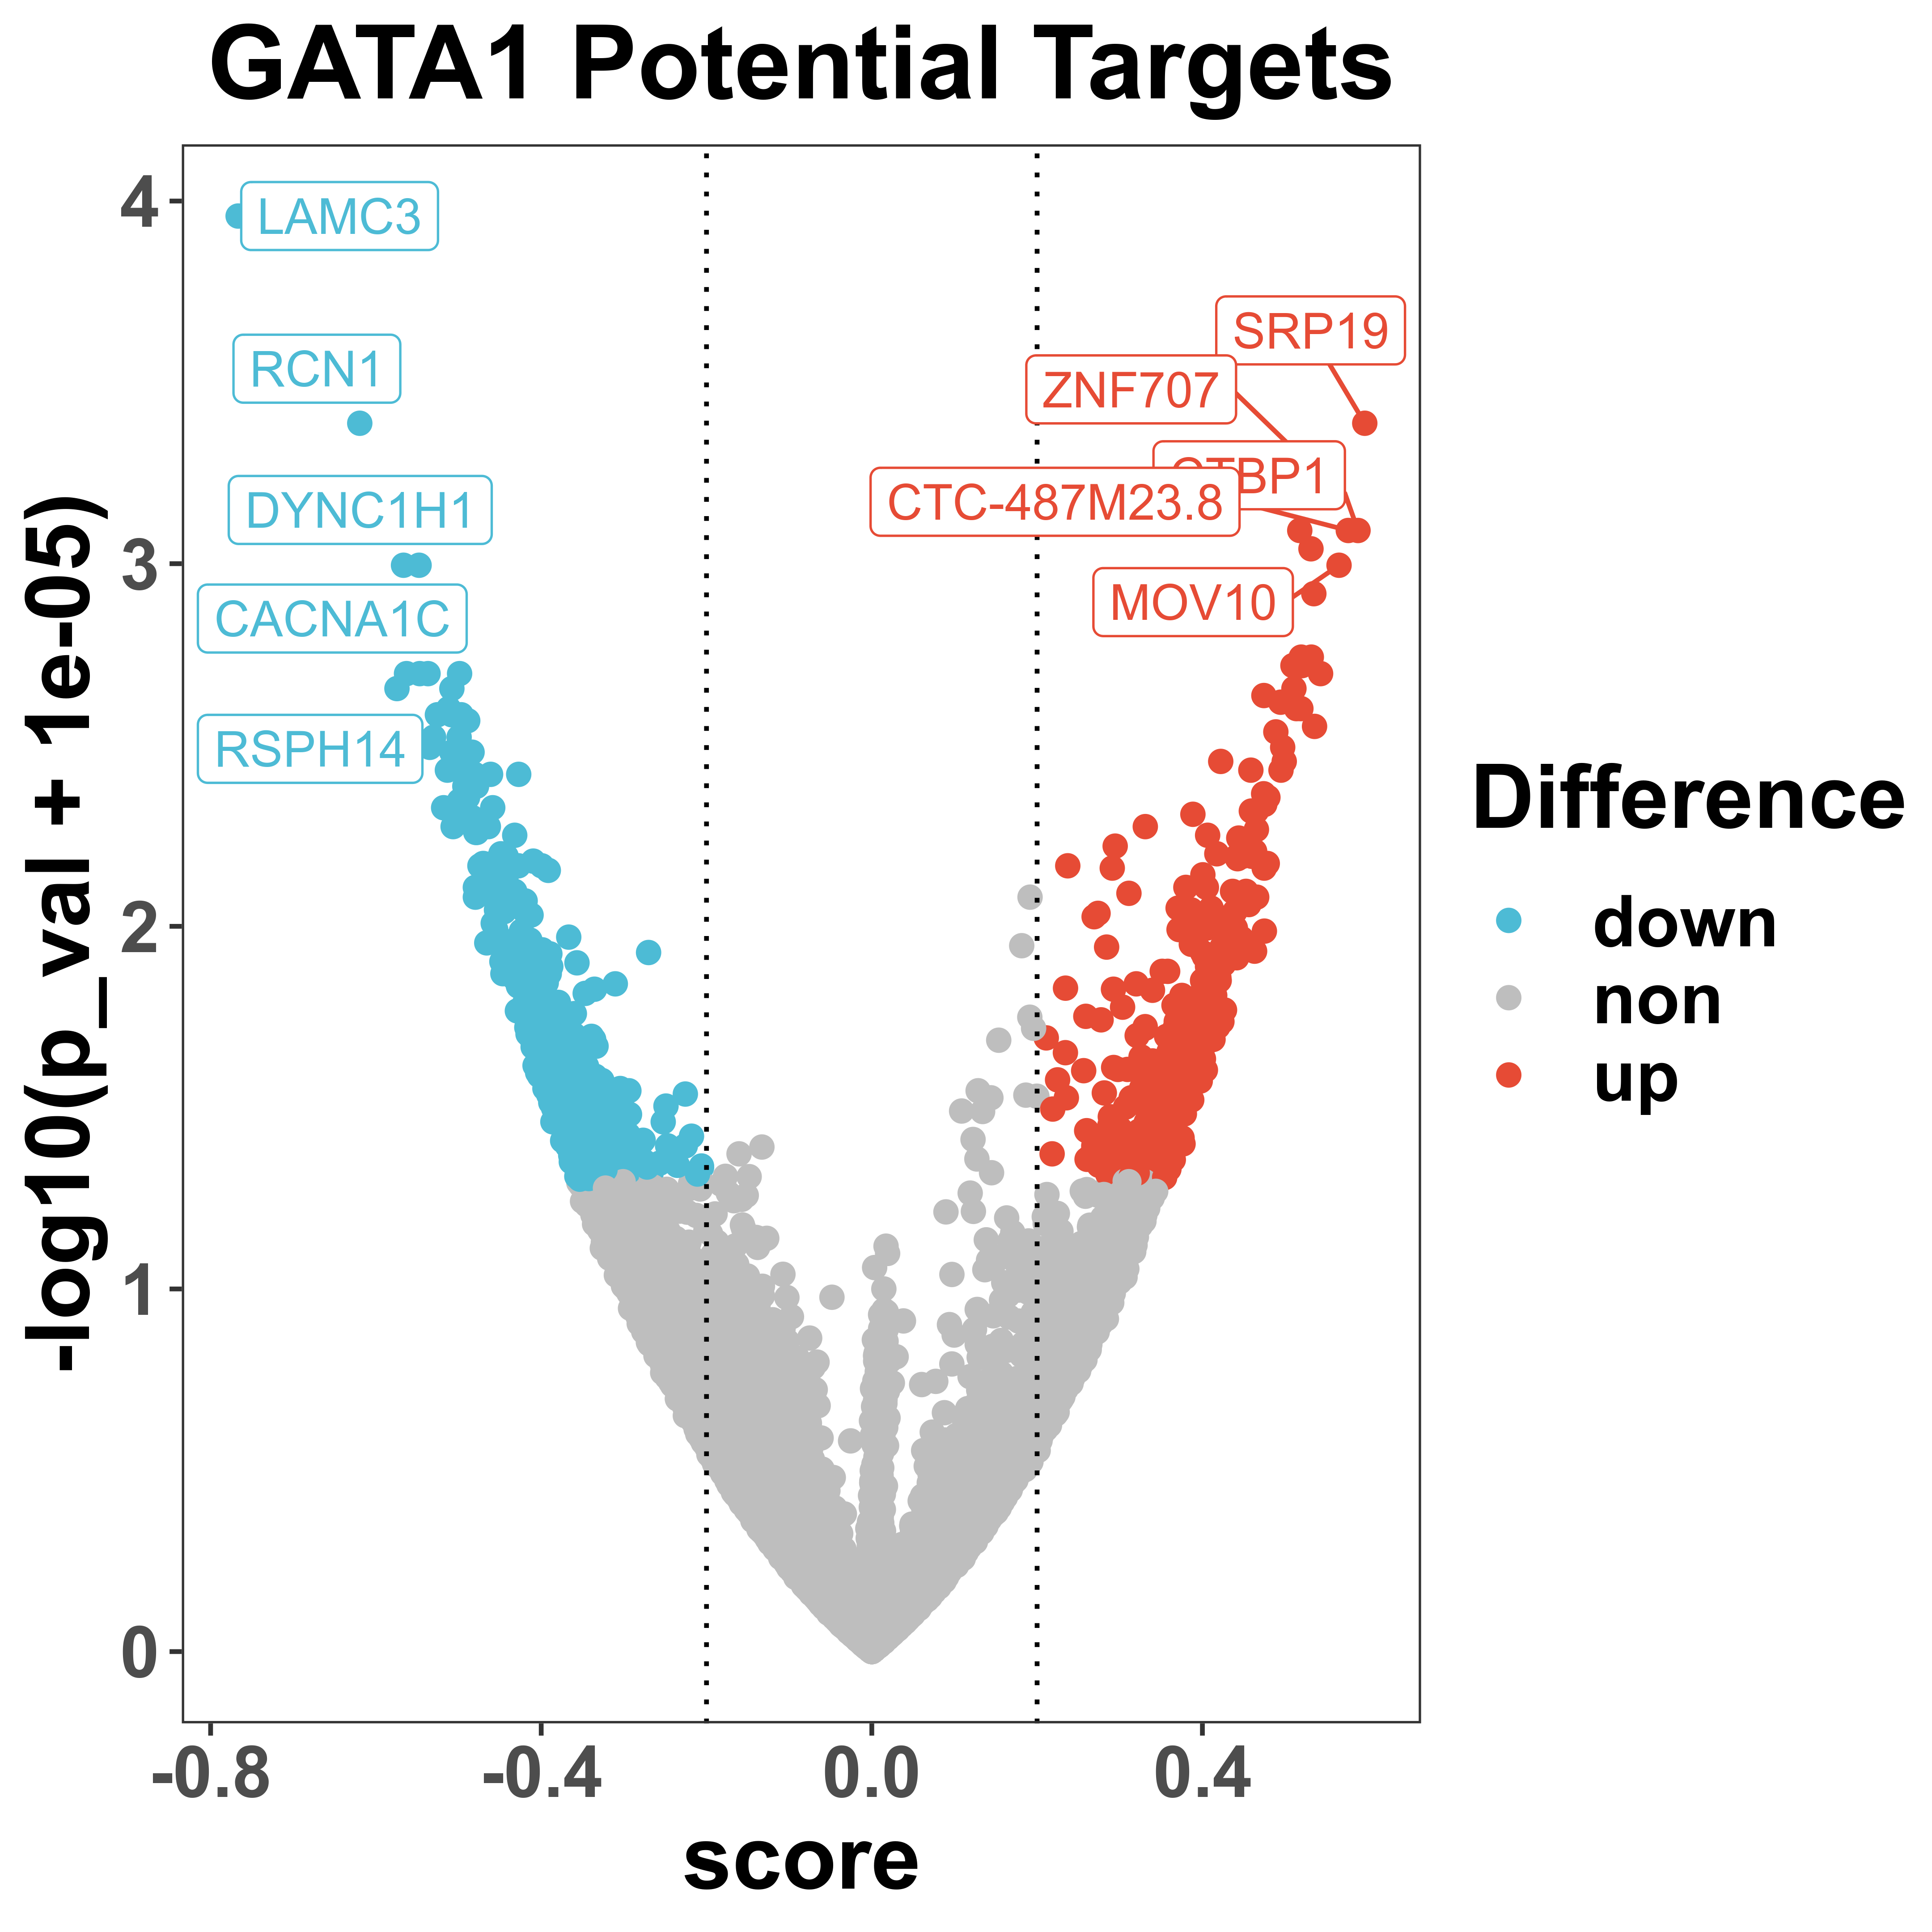 GATA1 Potential Targets
-log10(p_val + 1e-05)
4
3
2
1
0
LAMC3
RCN1
DYNC1H1
CACNA1C
RSPH14
SRP19
ZNF707
BP1
CTC-487M23.8
MOV10
-0.8
-0.4
0.0
0.4
score
Difference
down
non
up